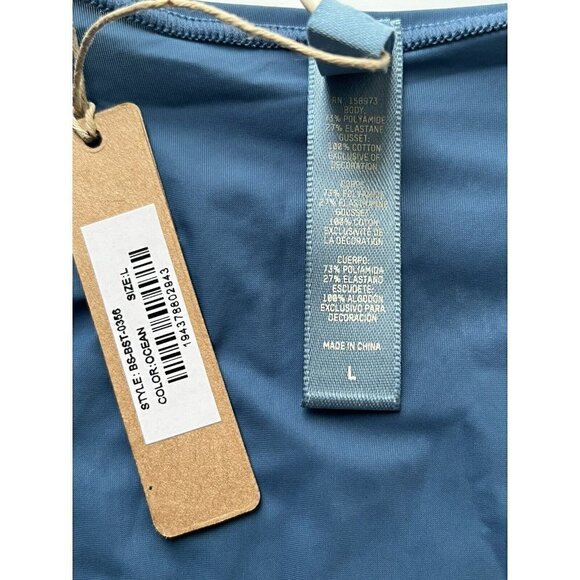 STYLE: BS-BST-0356 SIZE:L
COLOR:OCEAN
194378802943
RN 158973
BODY:
73% POLYAMIDE
27% ELASTANE
GUSSET:
100% COTTON
EXCLUSIVE OF
DECORATION
CORPS:
73% POLYAMIDE
27% ELASTHANNE
GOUSSET:
100% COTON
EXCLUSIVITÉ DE
LA DÉCORATION
CUERPO:
73% POLYAMIDA
27% ELASTANO
ESCUDETE:
100% ALGODÓN
EXCLUSIVO PARA
DECORACIÓN
MADE IN CHINA
L